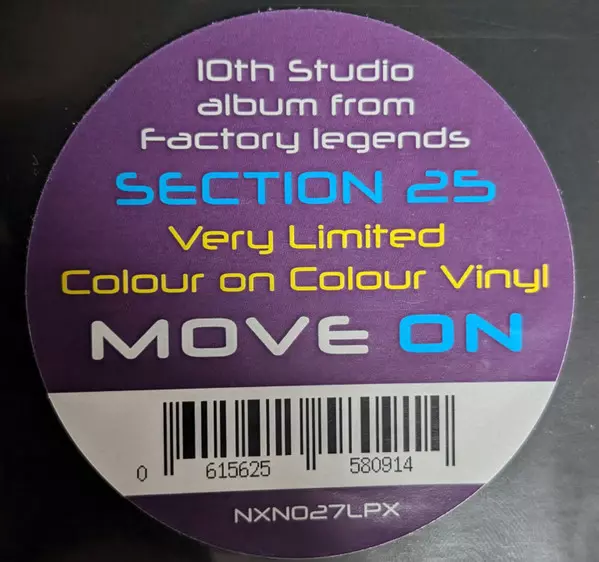 10th Studio
album from
Factory legends
SECTION 25
Very Limited
Colour on Colour Vinyl
MOVE ON
0 615625 580914
NXN027LPX